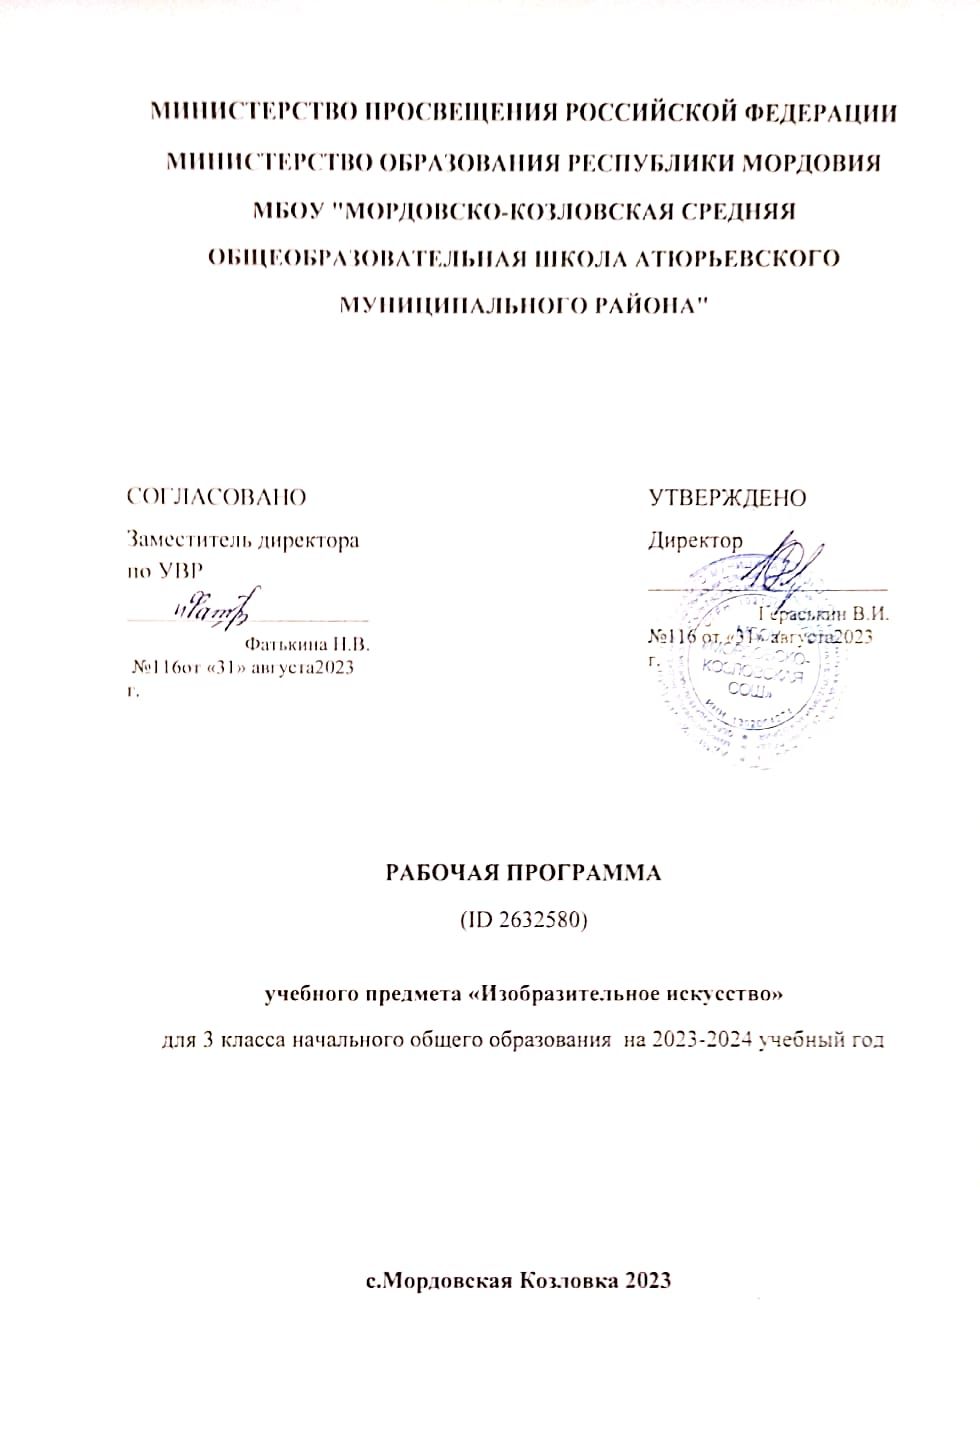 МИНИСТЕРСТВО ПРОСВЕЩЕНИЯ РОССИЙСКОЙ ФЕДЕРАЦИИ
МИНИСТЕРСТВО ОБРАЗОВАНИЯ РЕСПУБЛИКИ МОРДОВИЯ
МБОУ "МОРДОВСКО-КОЗЛОВСКАЯ СРЕДНЯЯ
ОБЩЕОБРАЗОВАТЕЛЬНАЯ ШКОЛА АТЮРЬЕВСКОГО
МУНИЦИПАЛЬНОГО РАЙОНА"
СОГЛАСОВАНО
Заместитель директора
по УВР
Фатькина Н.В.
№116от «31» августа2023
г.
УТВЕРЖДЕНО
Директор
Гераськин В.И.
№116 от «31» августа2023
г.
КОЗЛОВСКАЯ
СОШ»
РАБОЧАЯ ПРОГРАММА
(ID 2632580)
учебного предмета «Изобразительное искусство»
для 3 класса начального общего образования на 2023-2024 учебный год
с.Мордовская Козловка 2023